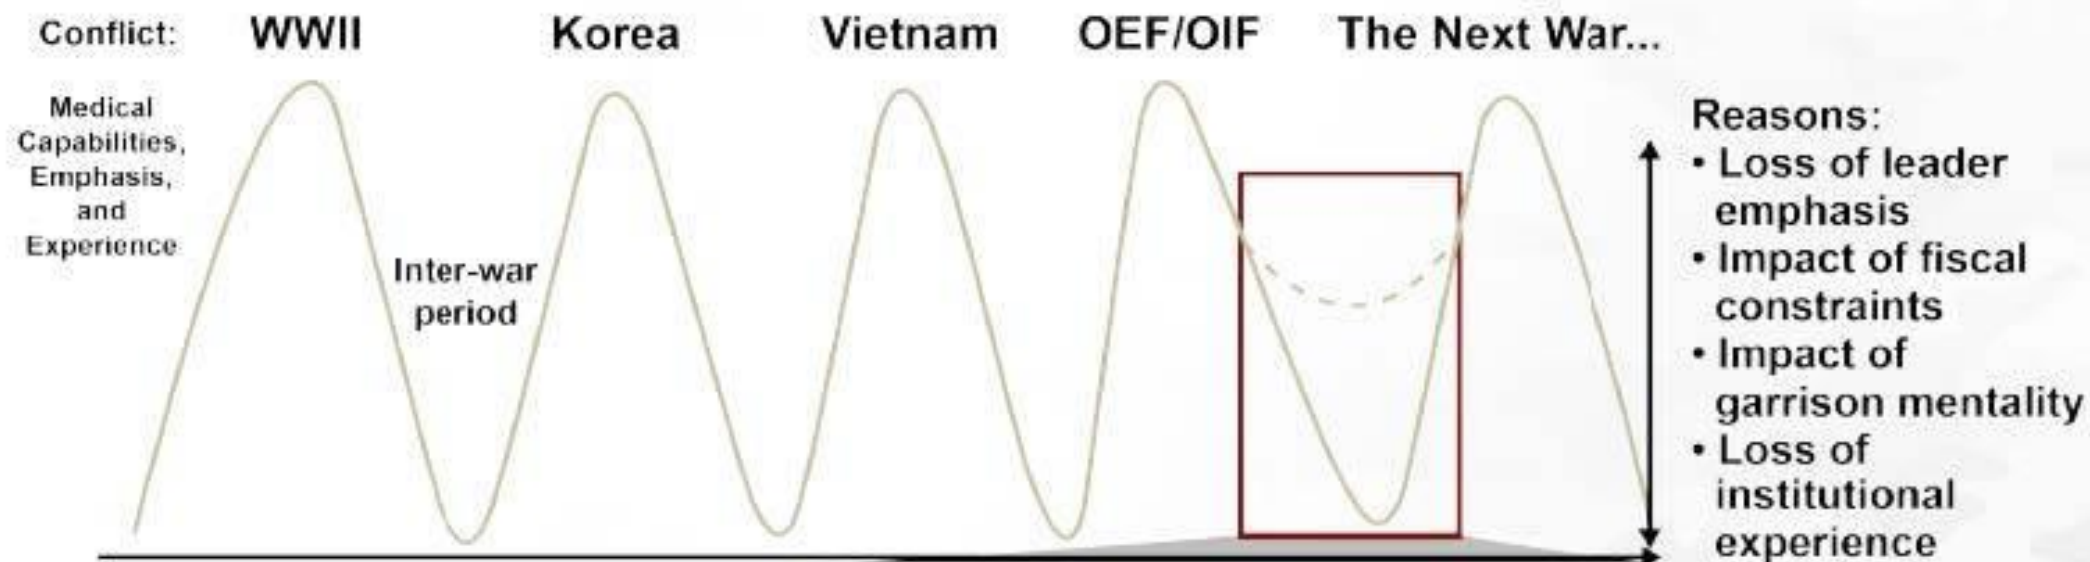 Conflict: WWII Korea Vietnam OEF/OIF The Next War...
Medical
Capabilities,
Emphasis,
and
Experience
Inter-war
period
Reasons:
• Loss of leader
emphasis
• Impact of fiscal
constraints
• Impact of
garrison mentality
• Loss of
institutional
experience